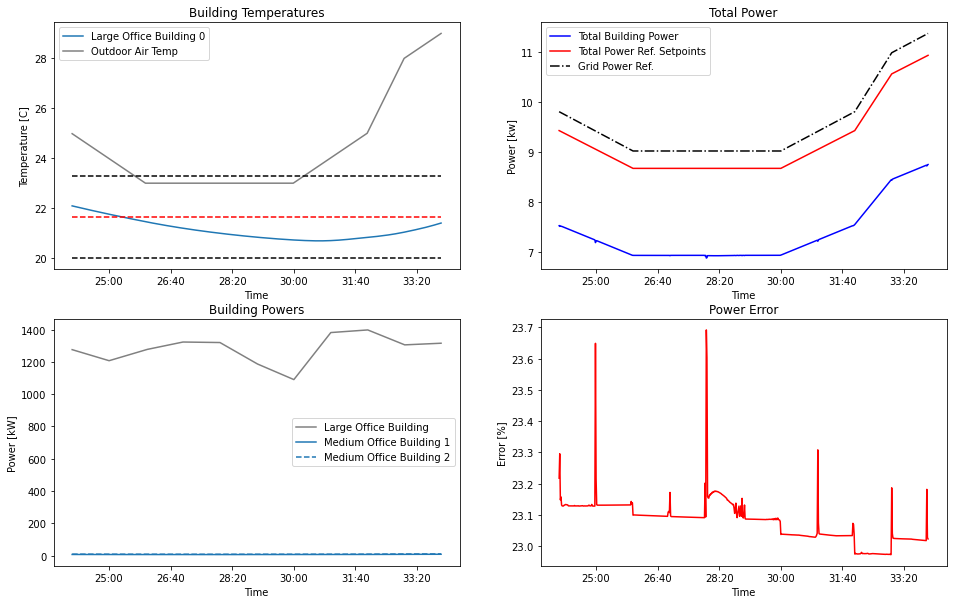 Building Temperatures
Large Office Building 0
Outdoor Air Temp
Temperature [C]
28
26
24
22
20
25:00 26:40 28:20 30:00 31:40 33:20
Time
Total Power
Total Building Power
Total Power Ref. Setpoints
Grid Power Ref.
Power [kw]
11
10
9
8
7
25:00 26:40 28:20 30:00 31:40 33:20
Time
Building Powers
Large Office Building
Medium Office Building 1
Medium Office Building 2
Power [kW]
1400
1200
1000
800
600
400
200
0
25:00 26:40 28:20 30:00 31:40 33:20
Time
Power Error
Error [%]
23.7
23.6
23.5
23.4
23.3
23.2
23.1
23.0
25:00 26:40 28:20 30:00 31:40 33:20
Time